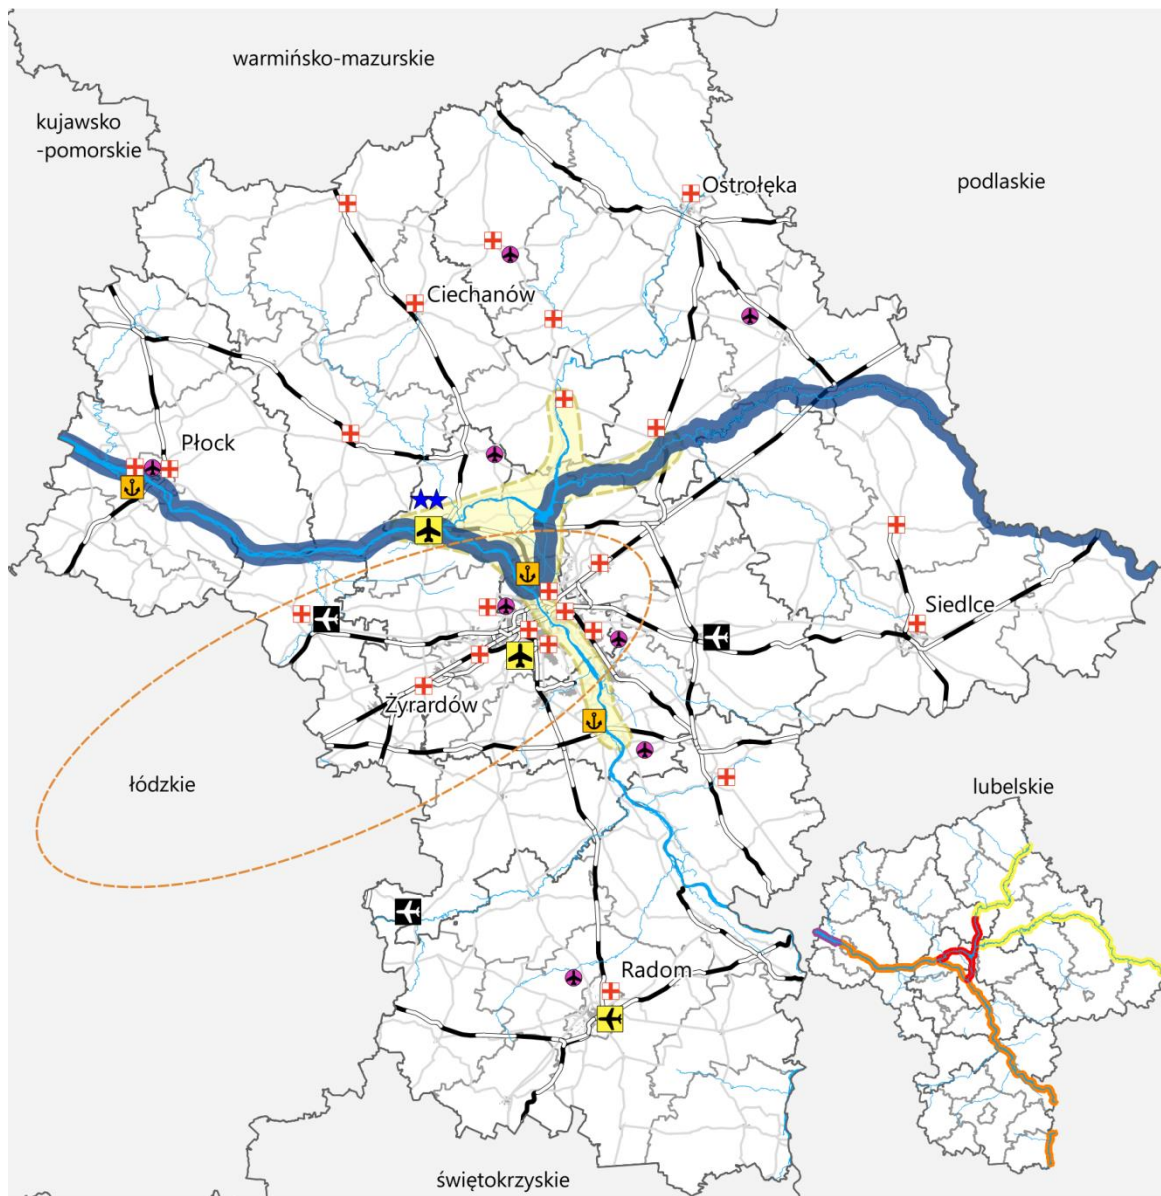 warmińsko-mazurskie
kujawsko
-pomorskie
podlaskie
Ostrołęka
Ciechanów
Płock
Siedlce
Żyrardów
łódzkie
lubelskie
Radom
świętokrzyskie